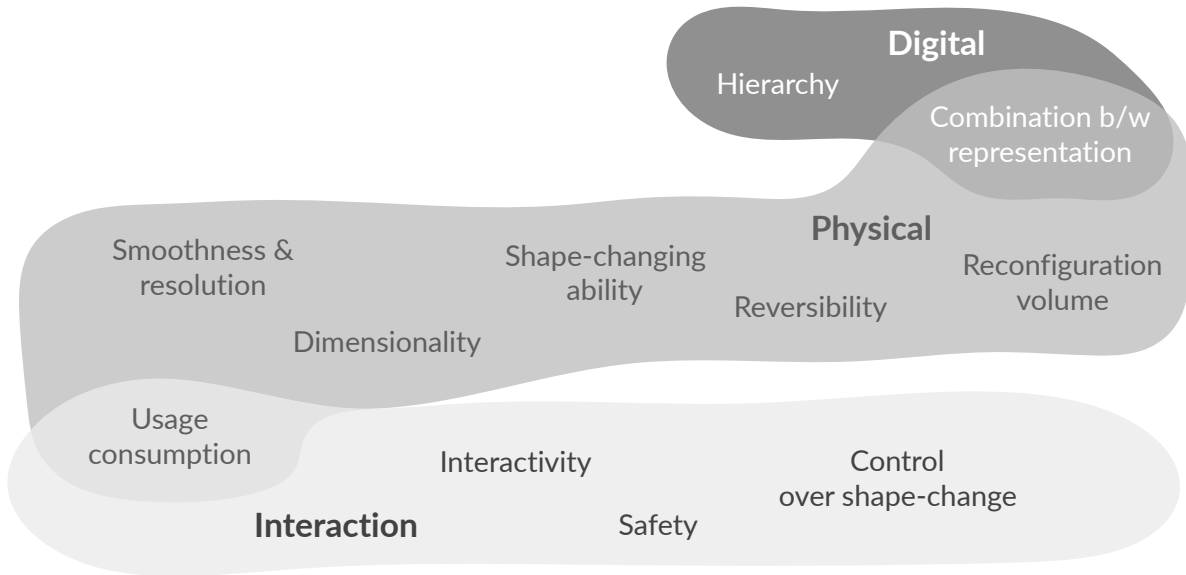 Digital
Hierarchy
Combination b/w
representation
Physical
Smoothness &
resolution
Shape-changing
ability
Reconfiguration
volume
Reversibility
Dimensionality
Usage
consumption
Interactivity
Control
over shape-change
Interaction
Safety